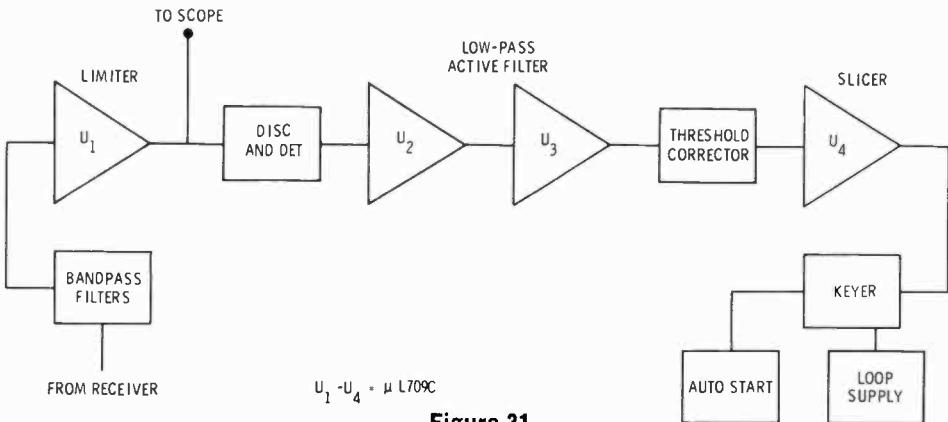 TO SCOPE
LIMITER
LOW-PASS
ACTIVE FILTER
SLICER
U1
DISC
AND DET
U2
U3
THRESHOLD
CORRECTOR
U4
BANDPASS
FILTERS
KEYER
FROM RECEIVER
U1 -U4 = μ L709C
AUTO START
LOOP
SUPPLY
Figure 31